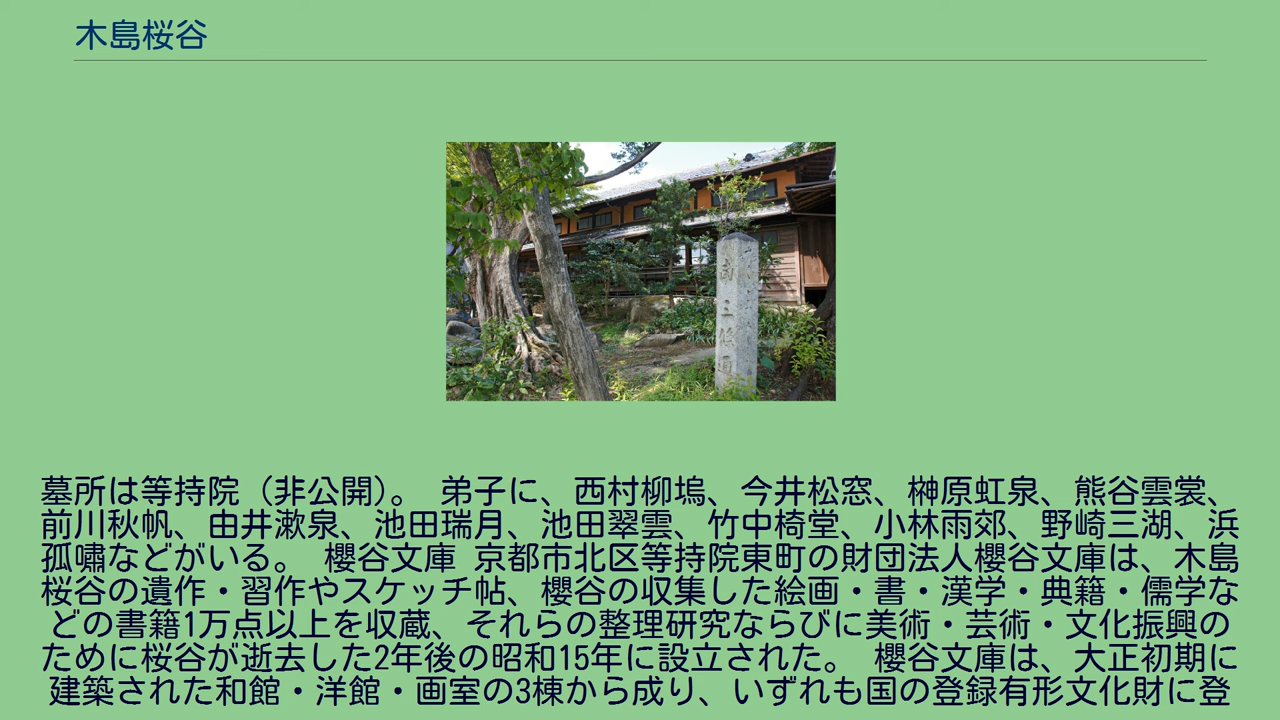 木島桜谷
南
三
條
墓所は等持院（非公開）。 弟子に、西村柳塢、今井松窓、榊原虹泉、熊谷雲裳、
前川秋帆、由井漱泉、池田瑞月、池田翠雲、竹中椅堂、小林雨郊、野崎三湖、浜
孤嘯などがいる。 櫻谷文庫 京都市北区等持院東町の財団法人櫻谷文庫は、木島
桜谷の遺作・習作やスケッチ帖、櫻谷の収集した絵画・書・漢学・典籍・儒学な
どの書籍1万点以上を収蔵、それらの整理研究ならびに美術・芸術・文化振興の
ために桜谷が逝去した2年後の昭和15年に設立された。 櫻谷文庫は、大正初期に
建築された和館・洋館・画室の3棟から成り、いずれも国の登録有形文化財に登